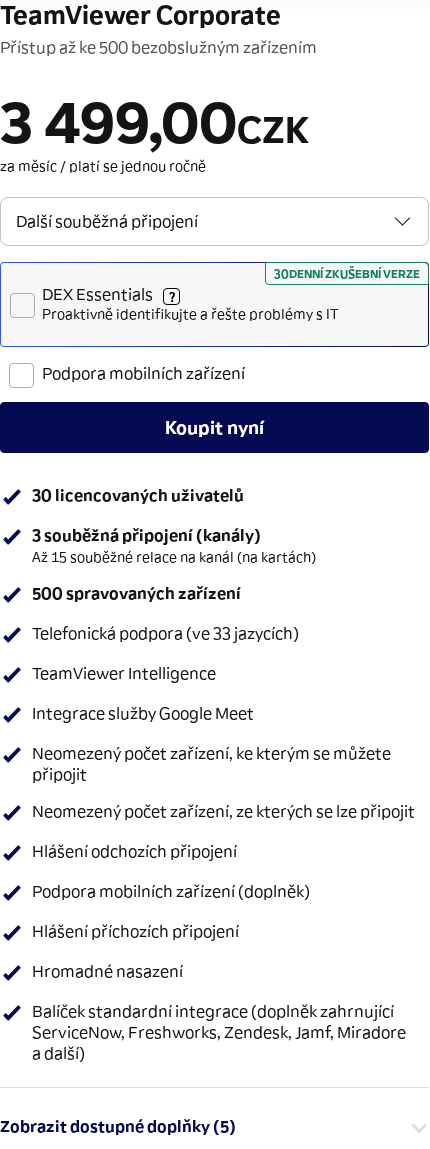 TeamViewer Corporate
Přístup až ke 500 bezobslužným zařízením
3 499,00CZK
za měsíc / platí se jednou ročně
Další souběžná připojení
30DENNÍ ZKUŠEBNÍ VERZE
DEX Essentials ?
Proaktivně identifikujte a řešte problémy s IT
Podpora mobilních zařízení
Koupit nyní
30 licencovaných uživatelů
3 souběžná připojení (kanály)
Až 15 souběžné relace na kanál (na kartách)
500 spravovaných zařízení
Telefonická podpora (ve 33 jazycích)
TeamViewer Intelligence
Integrace služby Google Meet
Neomezený počet zařízení, ke kterým se můžete
připojit
Neomezený počet zařízení, ze kterých se lze připojit
Hlášení odchozích připojení
Podpora mobilních zařízení (doplněk)
Hlášení příchozích připojení
Hromadné nasazení
Balíček standardní integrace (doplněk zahrnující
ServiceNow, Freshworks, Zendesk, Jamf, Miradore
a další)
Zobrazit dostupné doplňky (5)